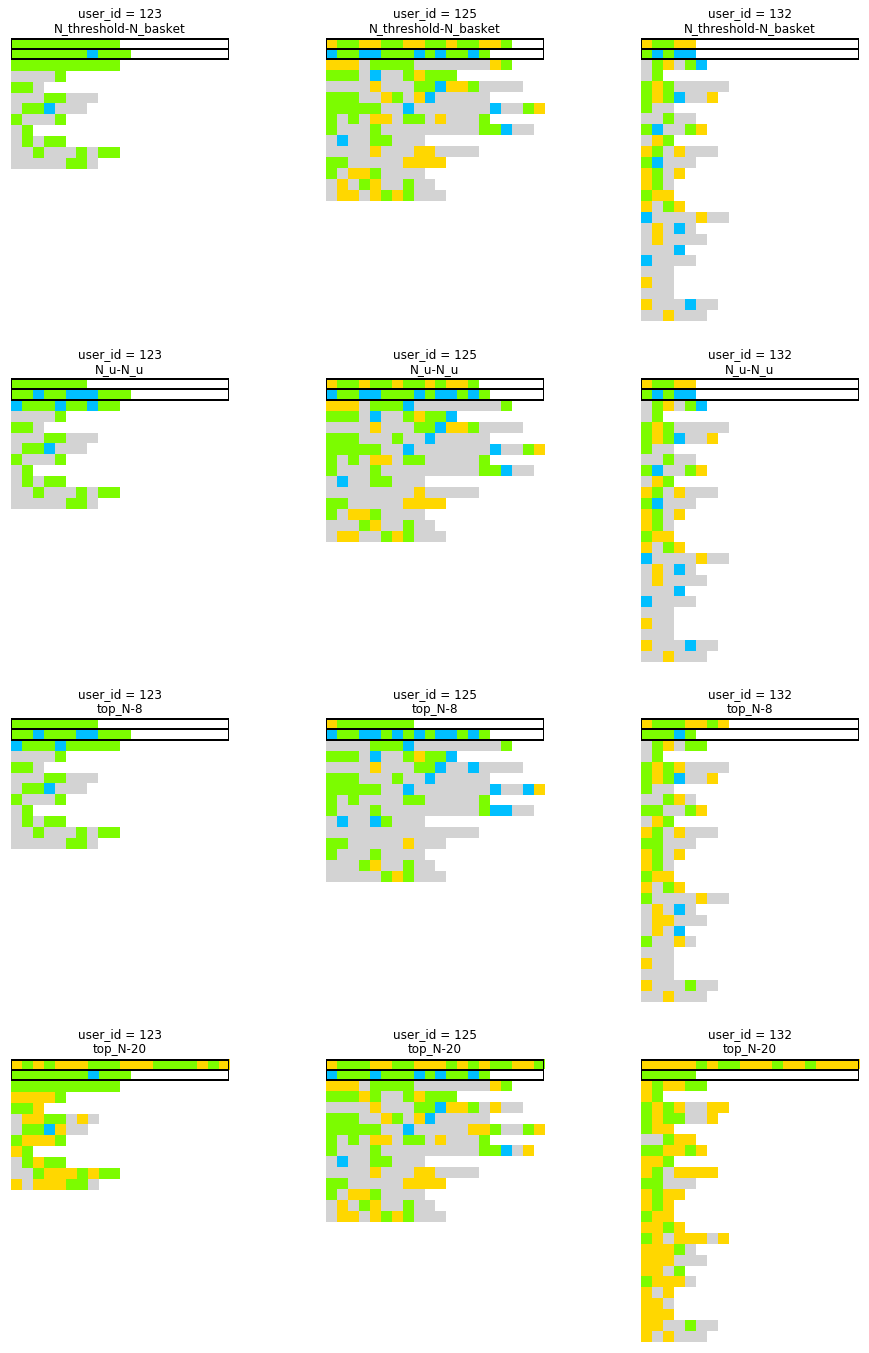 user_id = 123
N_threshold-N_basket
user_id = 125
N_threshold-N_basket
user_id = 132
N_threshold-N_basket
user_id = 123
N_u-N_u
user_id = 125
N_u-N_u
user_id = 132
N_u-N_u
user_id = 123
top_N-8
user_id = 125
top_N-8
user_id = 132
top_N-8
user_id = 123
top_N-20
user_id = 125
top_N-20
user_id = 132
top_N-20